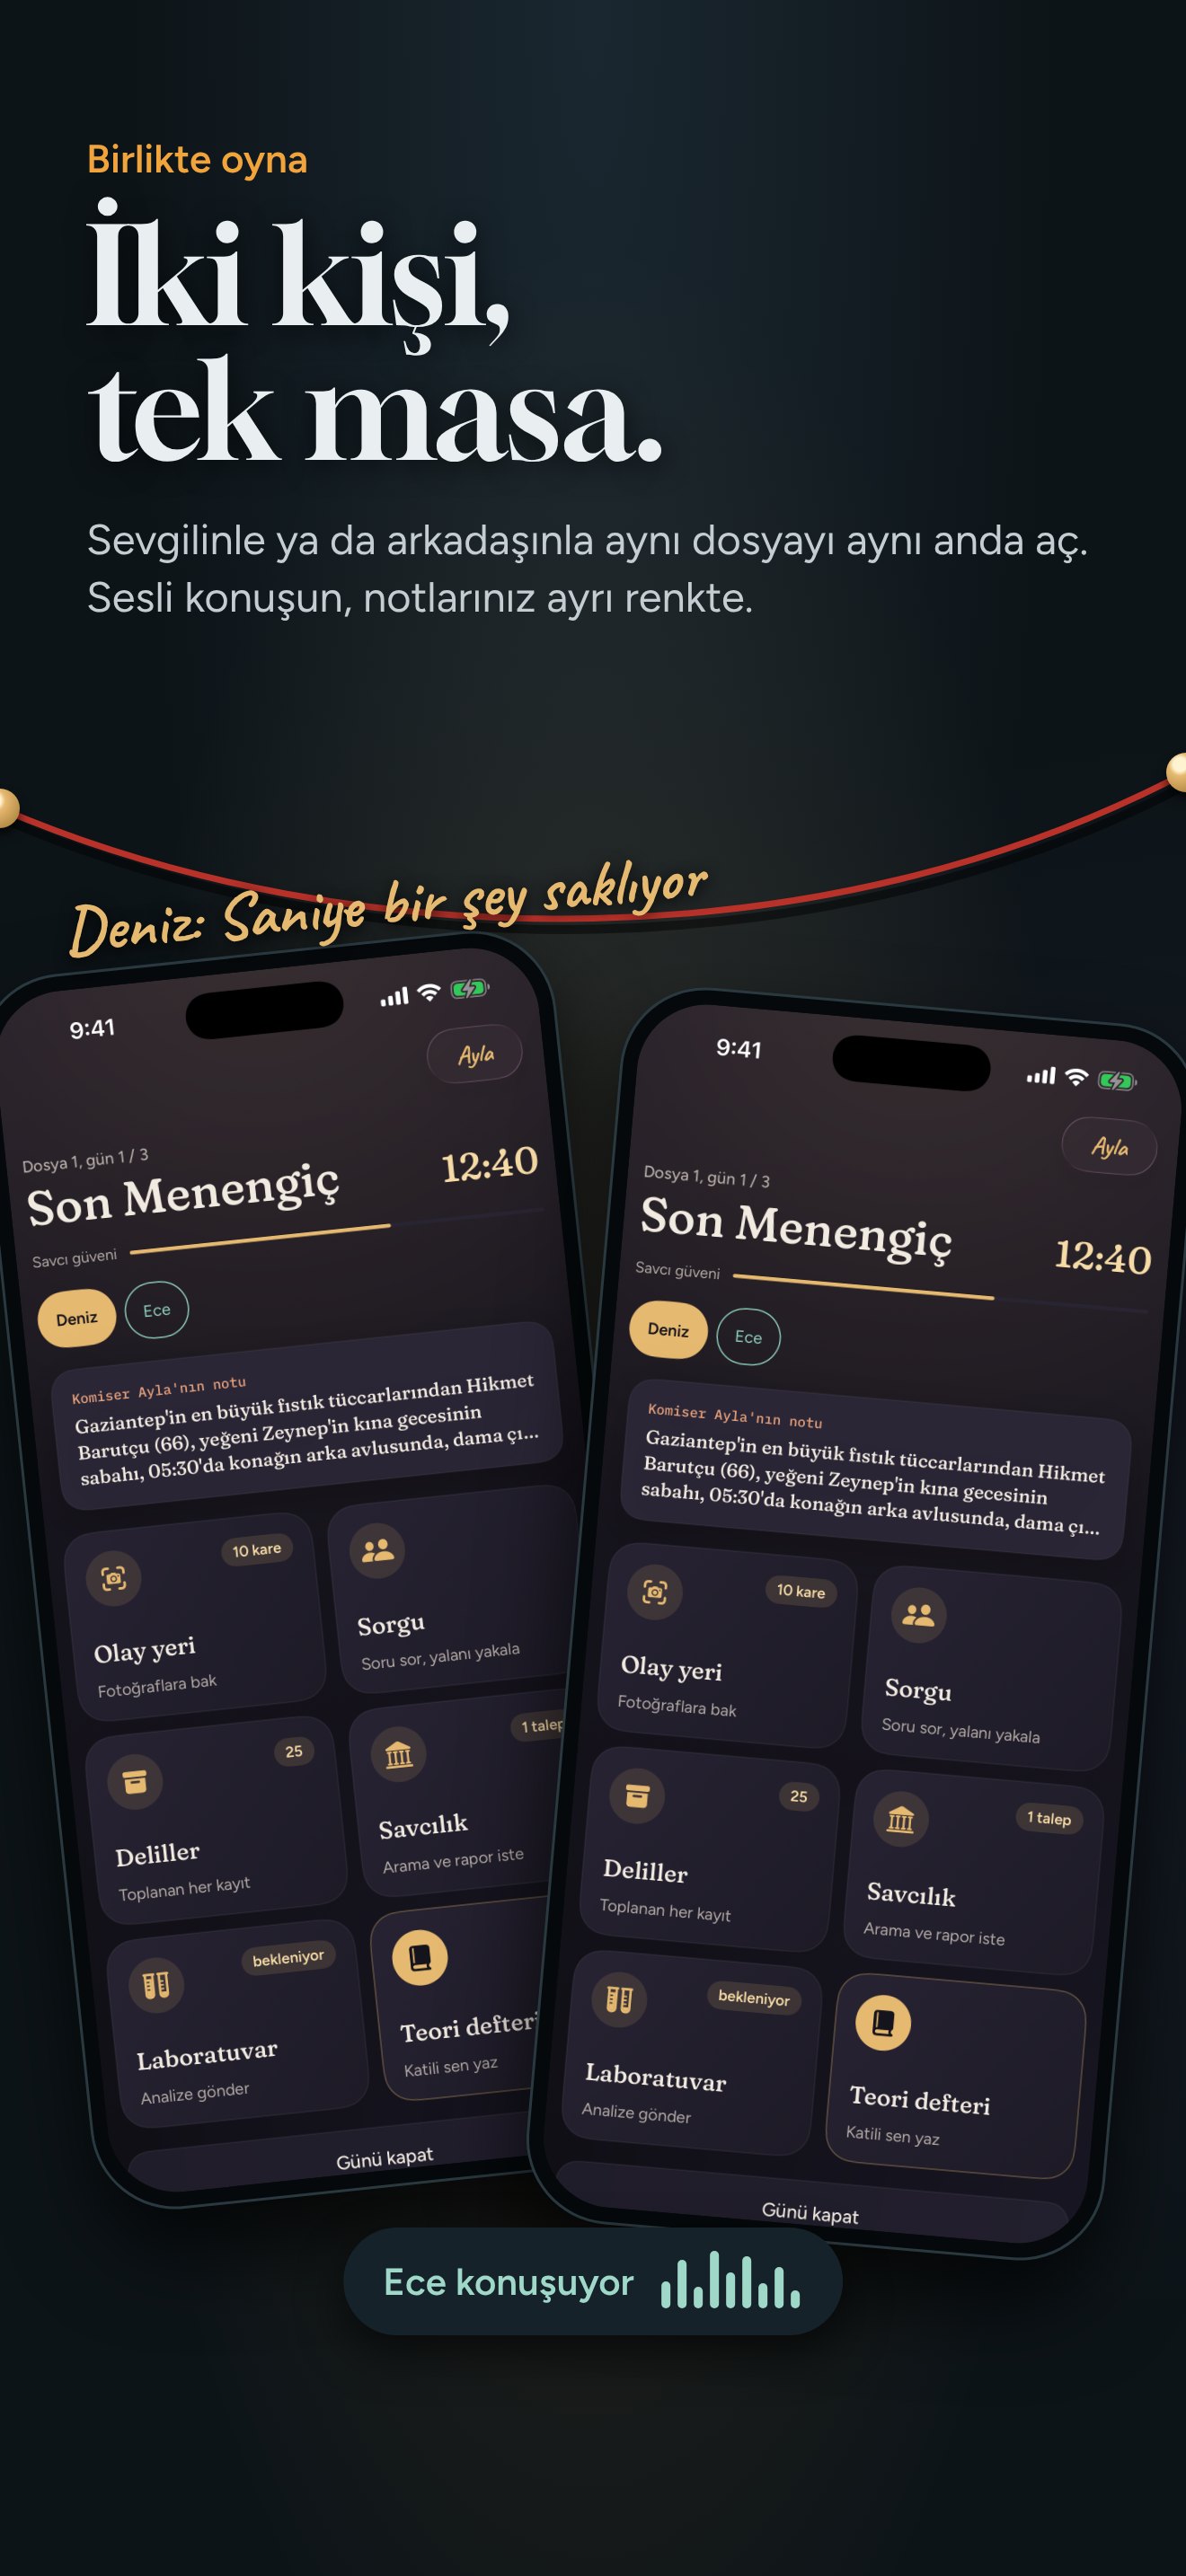 Birlikte oyna
İki kişi,
tek masa.
Sevgilinle ya da arkadaşınla aynı dosyayı aynı anda aç.
Sesli konuşun, notlarınız ayrı renkte.
Deniz: Saniye bir şey saklıyor
9:41
Ayla
Dosya 1, gün 1 / 3
Son Menengiç
12:40
Savcı güveni
Deniz
Ece
Komiser Ayla'nın notu
Gaziantep'in en büyük fıstık tüccarlarından Hikmet
Barutçu (66), yeğeni Zeynep'in kına gecesinin
sabahı, 05:30'da konağın arka avlusunda, dama çı...
10 kare
Olay yeri
Fotoğraflara bak
Sorgu
Soru sor, yalanı yakala
25
Deliller
Toplanan her kayıt
1 talep
Savcılık
Arama ve rapor iste
bekleniyor
Laboratuvar
Analize gönder
Teori defteri
Katili sen yaz
Günü kapat
9:41
Ayla
Dosya 1, gün 1 / 3
Son Menengiç
12:40
Savcı güveni
Deniz
Ece
Komiser Ayla'nın notu
Gaziantep'in en büyük fıstık tüccarlarından Hikmet
Barutçu (66), yeğeni Zeynep'in kına gecesinin
sabahı, 05:30'da konağın arka avlusunda, dama çı...
10 kare
Olay yeri
Fotoğraflara bak
Sorgu
Soru sor, yalanı yakala
25
Deliller
Toplanan her kayıt
1 talep
Savcılık
Arama ve rapor iste
bekleniyor
Laboratuvar
Analize gönder
Teori defteri
Katili sen yaz
Günü kapat
Ece konuşuyor